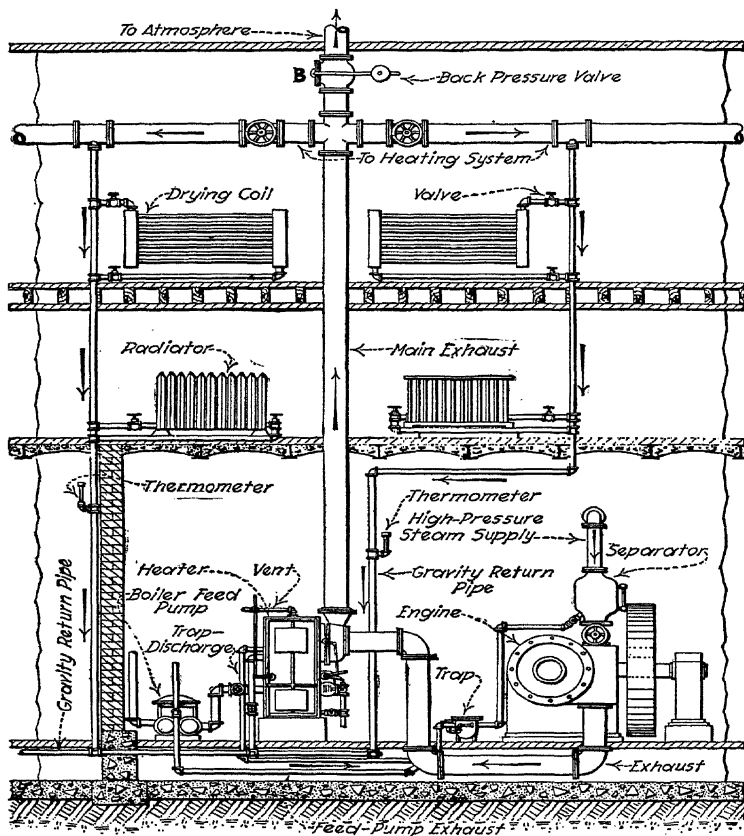 To Atmosphere
B
Back Pressure Valve
To Heating System
Drying Coil
Valve
Radiator
Main Exhaust
Thermometer
Thermometer
High-Pressure
Steam Supply
Separator
Heater
Vent
Boiler Feed
Pump
Gravity Return
Pipe
Engine
Trap-
Discharge
Trap
Gravity Return Pipe
Exhaust
Feed-Pump Exhaust